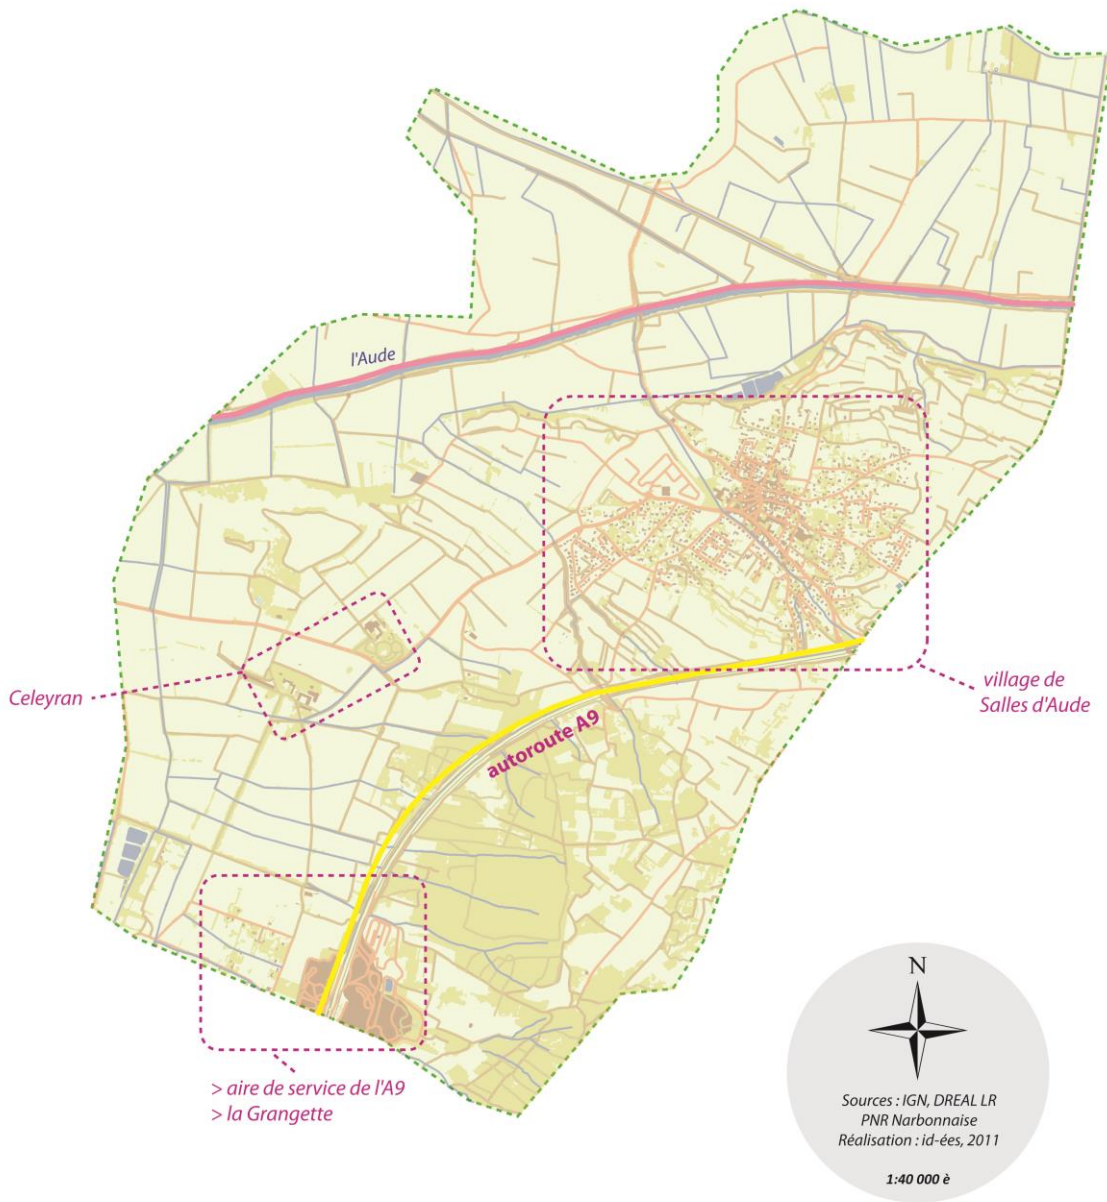 l'Aude
Celeyran
autoroute A9
village de
Salles d'Aude
> aire de service de l'A9
> la Grangette
N
Sources : IGN, DREAL LR
PNR Narbonnaise
Réalisation : id-ées, 2011
1:40 000 è